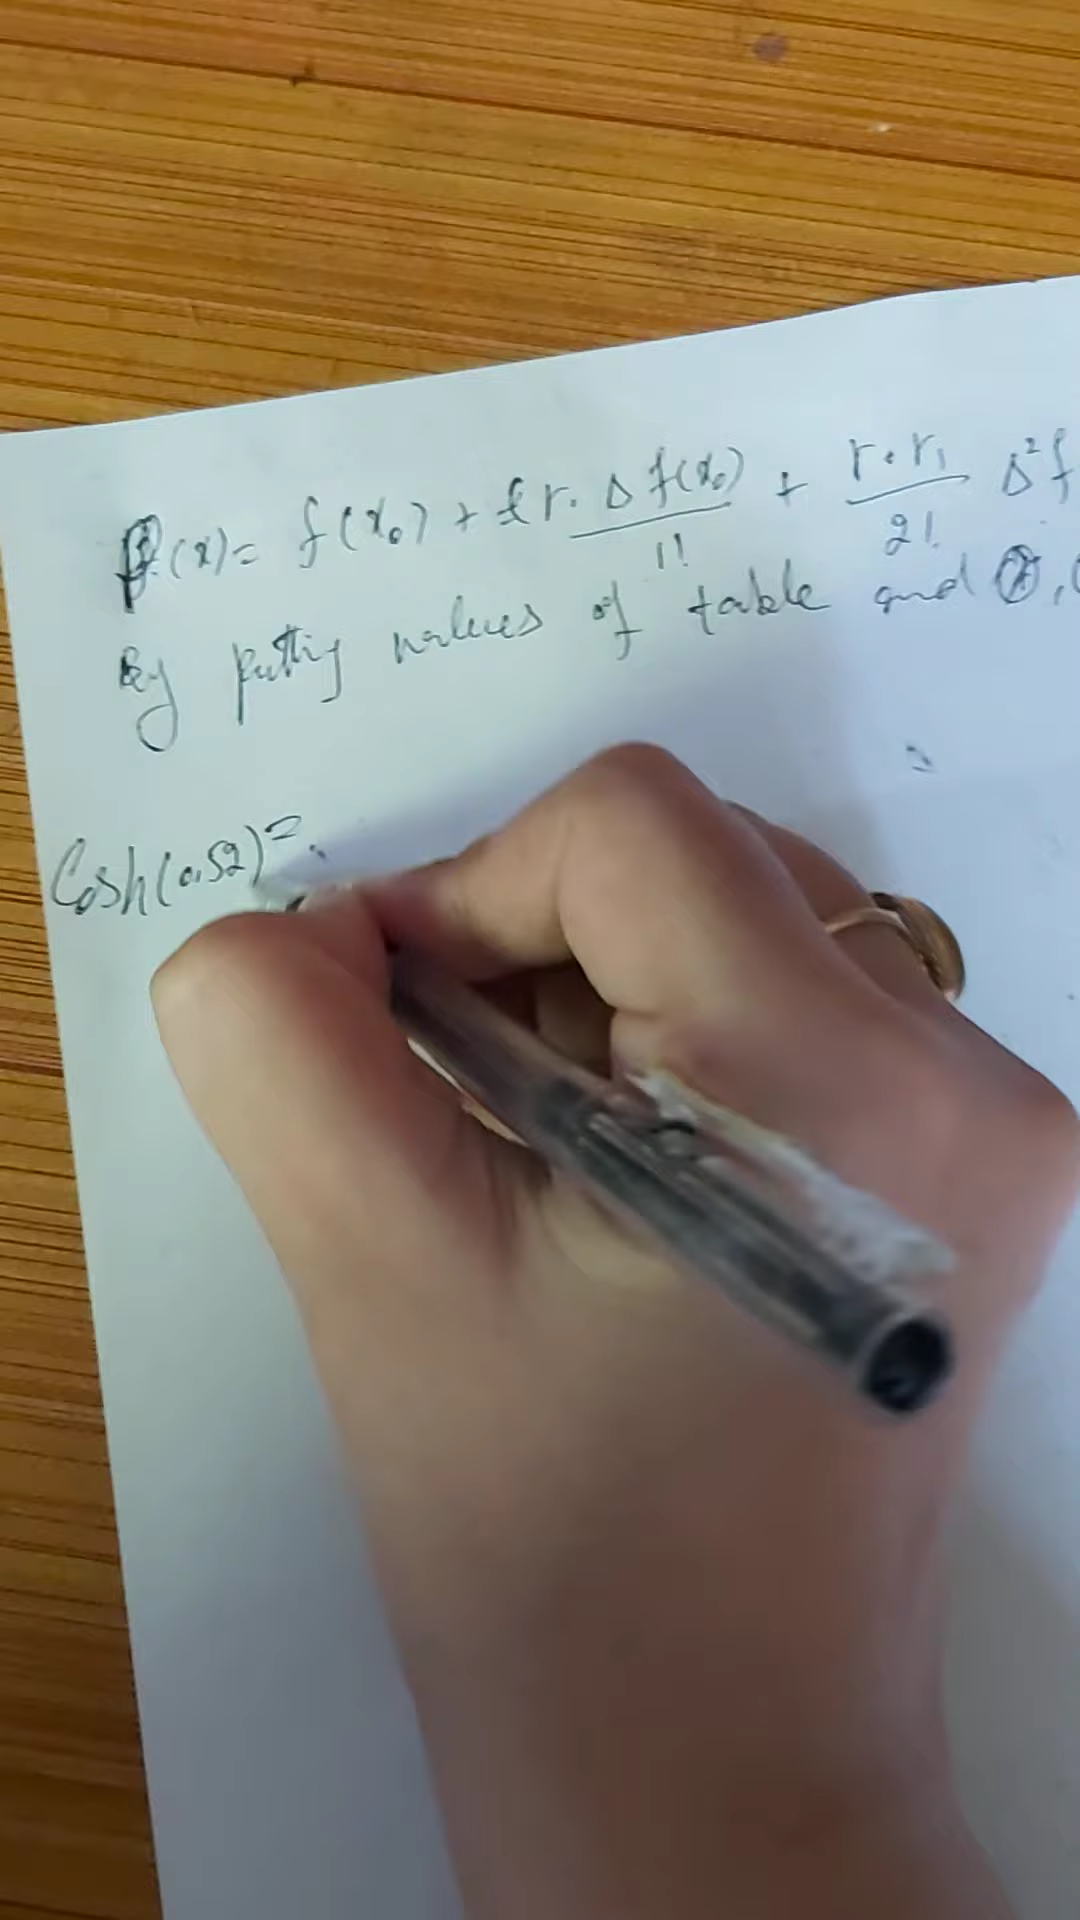 P(x) = f(x₀) + r. Δf(x₀)/1! + r.r₁/2! Δ²f
By putting values of table and ⊛,
Cosh(0.52) =